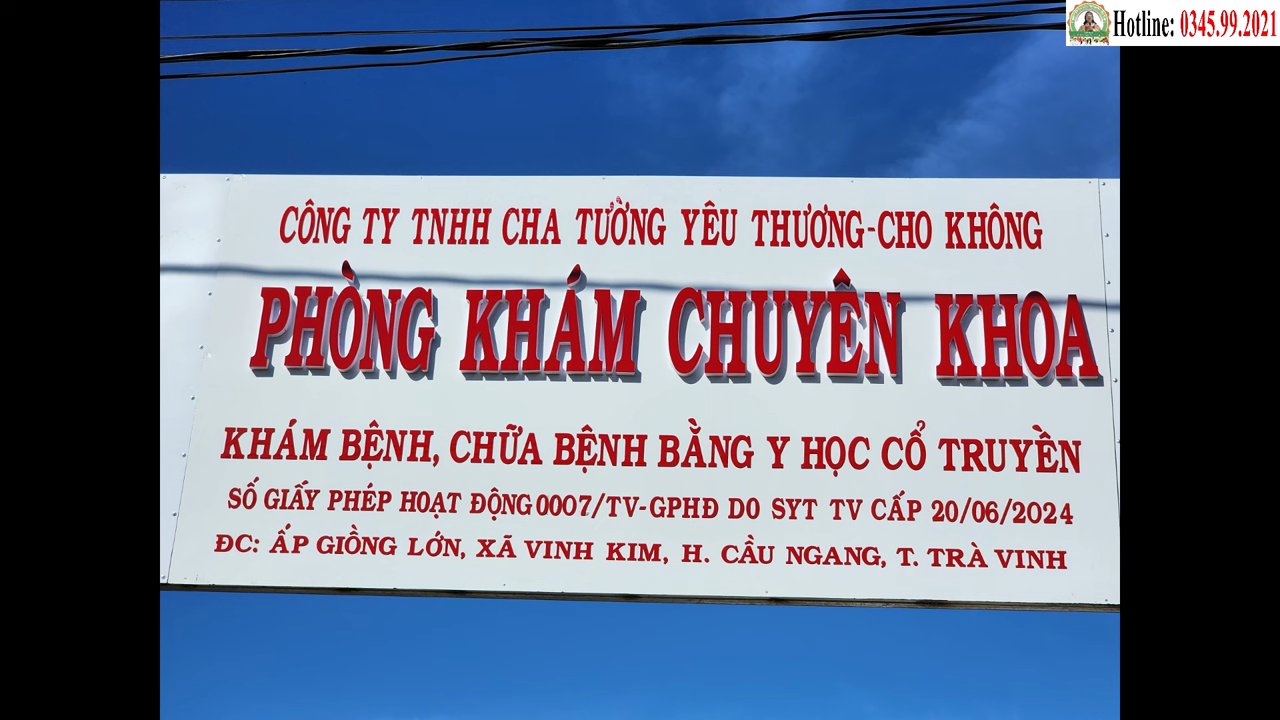 Hotline: 0345.99.2021
CÔNG TY TNHH CHA TƯỞNG YÊU THƯƠNG-CHO KHÔNG
PHÒNG KHÁM CHUYÊN KHOA
KHÁM BỆNH, CHỮA BỆNH BẰNG Y HỌC CỔ TRUYỀN
SỐ GIẤY PHÉP HOẠT ĐỘNG 0007/TV-GPHĐ DO SYT TV CẤP 20/06/2024
ĐC: ẤP GIỒNG LỚN, XÃ VINH KIM, H. CẦU NGANG, T. TRÀ VINH